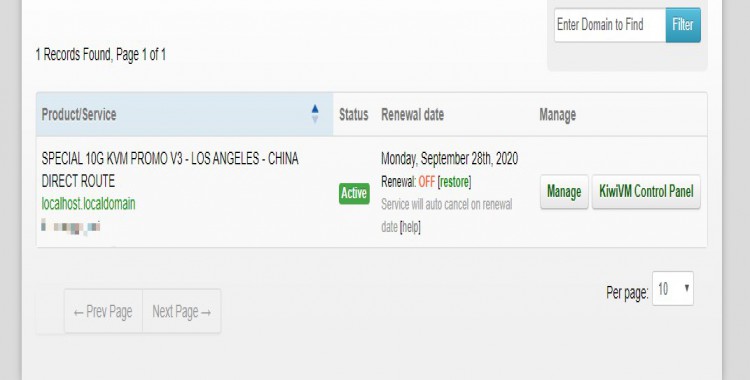 Enter Domain to Find
Filter
1 Records Found, Page 1 of 1
Product/Service
Status
Renewal date
Manage
SPECIAL 10G KVM PROMO V3 - LOS ANGELES - CHINA
DIRECT ROUTE
localhost.localdomain
Active
Monday, September 28th, 2020
Renewal: OFF [restore]
Service will auto cancel on renewal
date [help]
Manage
KiwiVM Control Panel
Per page:
10
← Prev Page
Next Page →